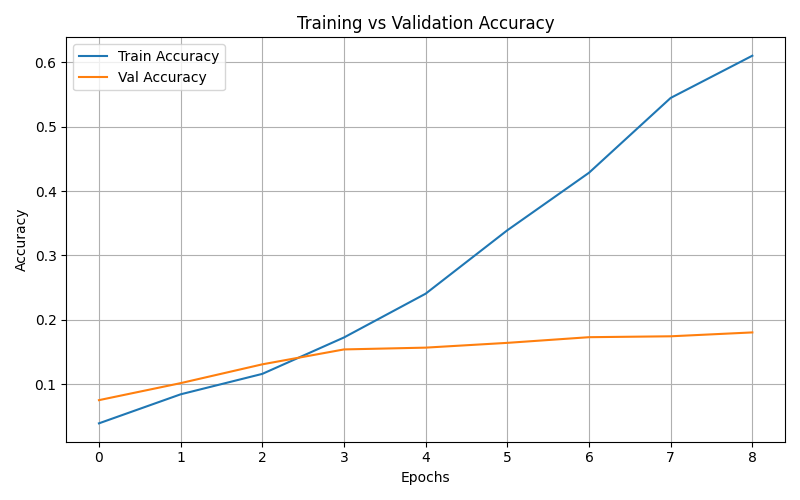 Training vs Validation Accuracy
Train Accuracy
Val Accuracy
0.6
0.5
0.4
0.3
0.2
0.1
Accuracy
0 1 2 3 4 5 6 7 8
Epochs